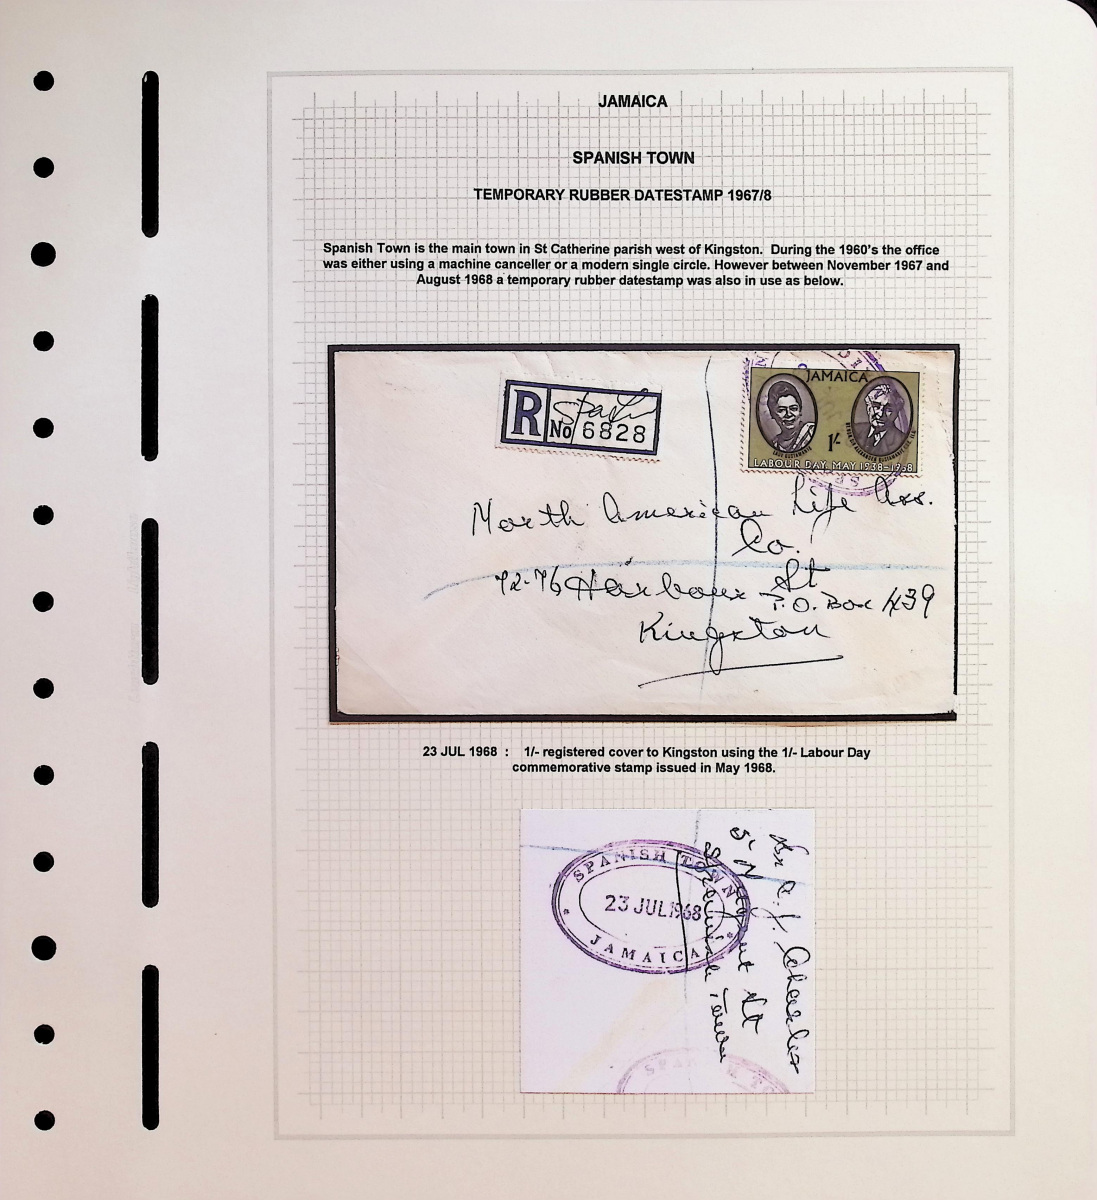 JAMAICA
SPANISH TOWN
TEMPORARY RUBBER DATESTAMP 1967/8
Spanish Town is the main town in St Catherine parish west of Kingston. During the 1960's the office
was either using a machine canceller or a modern single circle. However between November 1967 and
August 1968 a temporary rubber datestamp was also in use as below.
R
No 6828
JAMAICA
LADY BUSTAMANTE
1/-
LABOUR DAY, MAY 1938-1968
North American Life Ass.
Co.
72-76 Harbour St
P.O. Box 439
Kingston
23 JUL 1968 : 1/- registered cover to Kingston using the 1/- Labour Day
commemorative stamp issued in May 1968.
SPANISH TOWN
23 JUL 1968
JAMAICA
St
Spanish Town